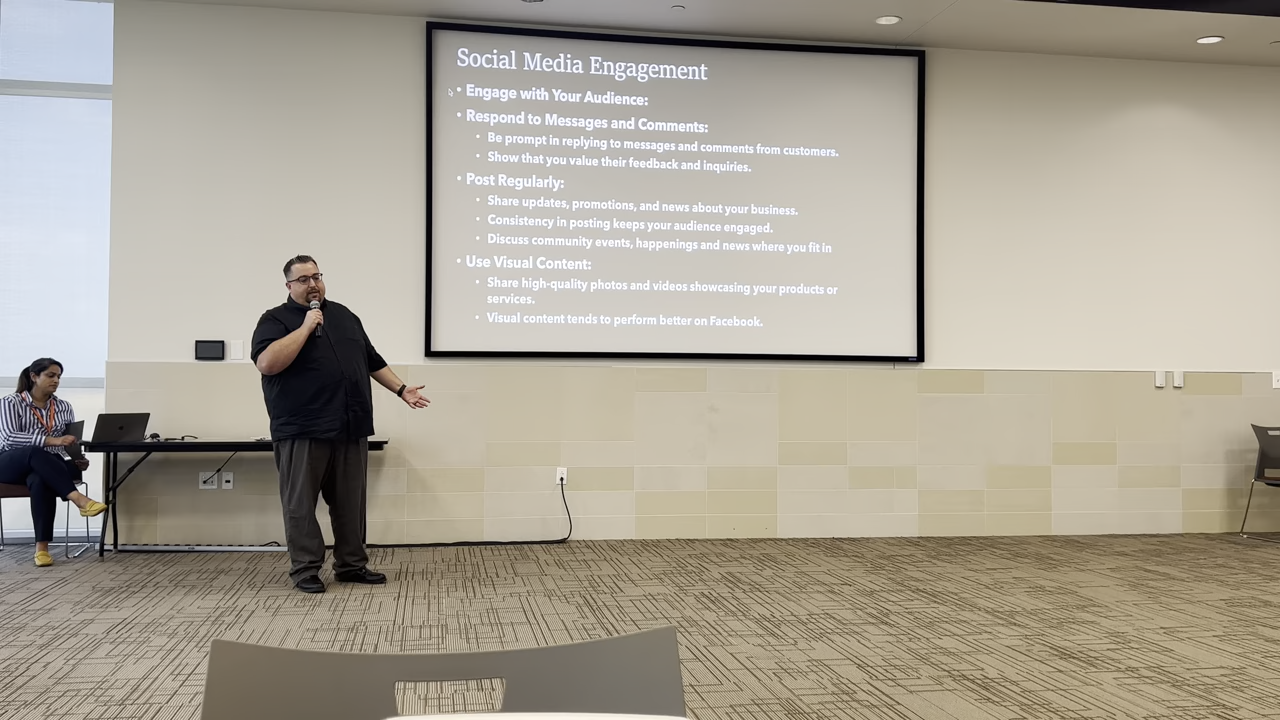 Social Media Engagement
• Engage with Your Audience:
• Respond to Messages and Comments:
• Be prompt in replying to messages and comments from customers.
• Show that you value their feedback and inquiries.
• Post Regularly:
• Share updates, promotions, and news about your business.
• Consistency in posting keeps your audience engaged.
• Discuss community events, happenings and news where you fit in
• Use Visual Content:
• Share high-quality photos and videos showcasing your products or
services.
• Visual content tends to perform better on Facebook.